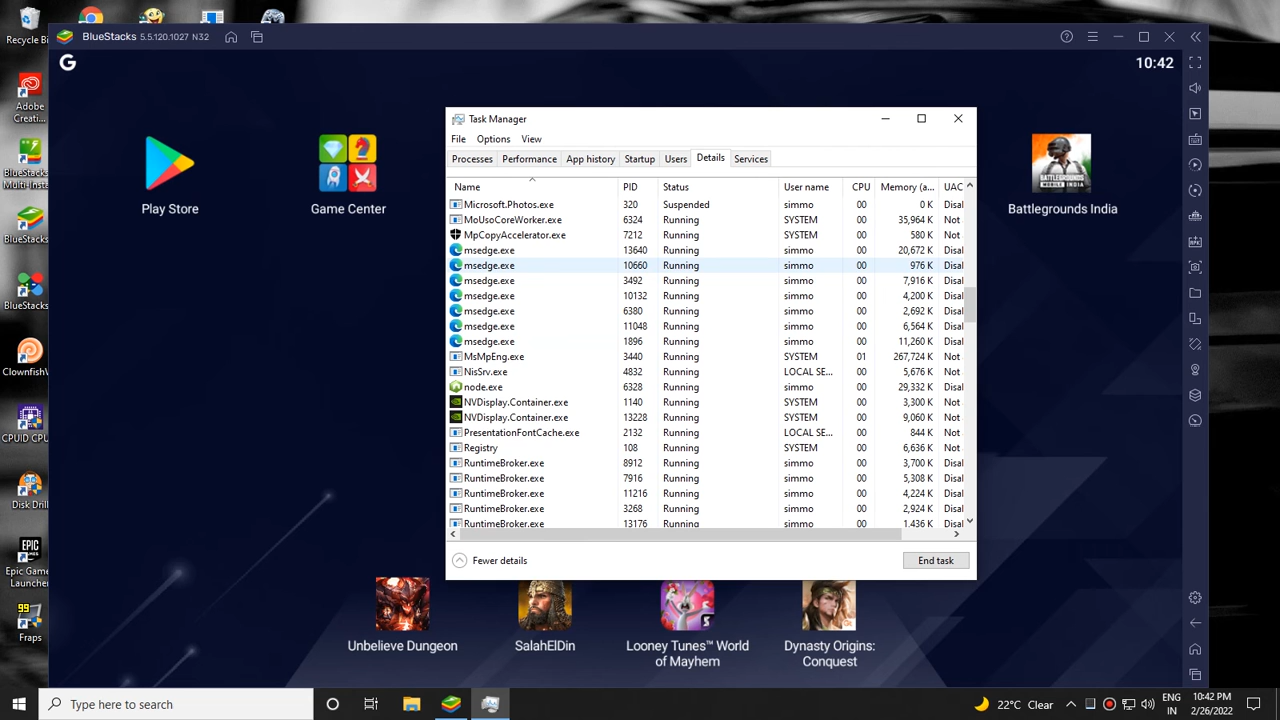 Recycle Bi
BlueStacks 5.5.120.1027 N32
G
10:42
Adobe
Creati...
BlueStacks
Multi-Insta
BlueStacks
BlueStacks
Clownfish
CPUID CPU
Disk Drill
Epic Game
Launcher
99
Fraps
EPIC
GAMES
Play Store
Game Center
BATTLEGROUNDS
MOBILE INDIA
Battlegrounds India
Task Manager
File Options View
Processes Performance App history Startup Users Details Services
Name PID Status User name CPU Memory (a... UAC
Microsoft.Photos.exe 320 Suspended simmo 00 0 K Disal
MoUsoCoreWorker.exe 6324 Running SYSTEM 00 35,964 K Not
MpCopyAccelerator.exe 7212 Running SYSTEM 00 580 K Not
msedge.exe 13640 Running simmo 00 20,672 K Disal
msedge.exe 10660 Running simmo 00 976 K Disal
msedge.exe 3492 Running simmo 00 7,916 K Disal
msedge.exe 10132 Running simmo 00 4,200 K Disal
msedge.exe 6380 Running simmo 00 2,692 K Disal
msedge.exe 11048 Running simmo 00 6,564 K Disal
msedge.exe 1896 Running simmo 00 11,260 K Disal
MsMpEng.exe 3440 Running SYSTEM 01 267,724 K Not
NisSrv.exe 4832 Running LOCAL SE... 00 5,676 K Not
node.exe 6328 Running simmo 00 29,332 K Disal
NVDisplay.Container.exe 1140 Running SYSTEM 00 3,300 K Not
NVDisplay.Container.exe 13228 Running SYSTEM 00 9,060 K Not
PresentationFontCache.exe 2132 Running LOCAL SE... 00 844 K Not
Registry 108 Running SYSTEM 00 6,636 K Not
RuntimeBroker.exe 8912 Running simmo 00 3,700 K Disal
RuntimeBroker.exe 7916 Running simmo 00 5,308 K Disal
RuntimeBroker.exe 11216 Running simmo 00 4,224 K Disal
RuntimeBroker.exe 3268 Running simmo 00 2,924 K Disal
RuntimeBroker.exe 13176 Running simmo 00 1,436 K Disal
Fewer details
End task
Unbelieve Dungeon
SalahElDin
Looney Tunes™ World
of Mayhem
Dynasty Origins:
Conquest
Type here to search
22°C Clear
ENG
IN
10:42 PM
2/26/2022